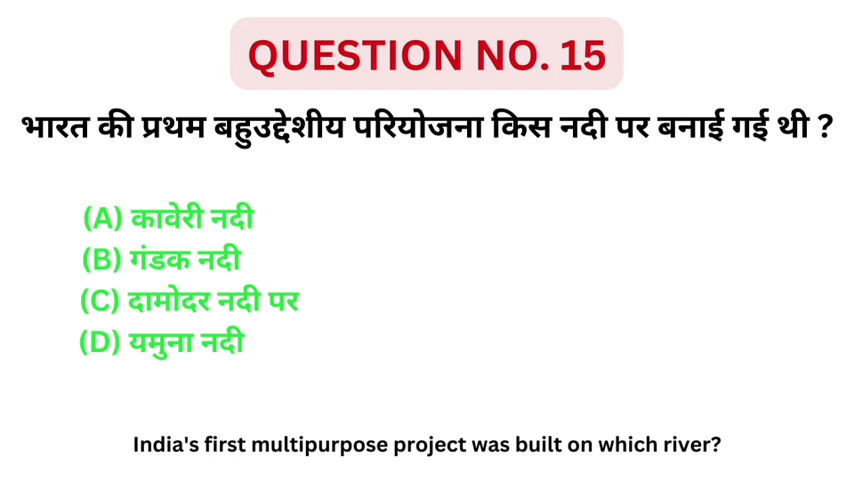 QUESTION NO. 15
भारत की प्रथम बहुउद्देशीय परियोजना किस नदी पर बनाई गई थी ?
(A) कावेरी नदी
(B) गंडक नदी
(C) दामोदर नदी पर
(D) यमुना नदी
India's first multipurpose project was built on which river?